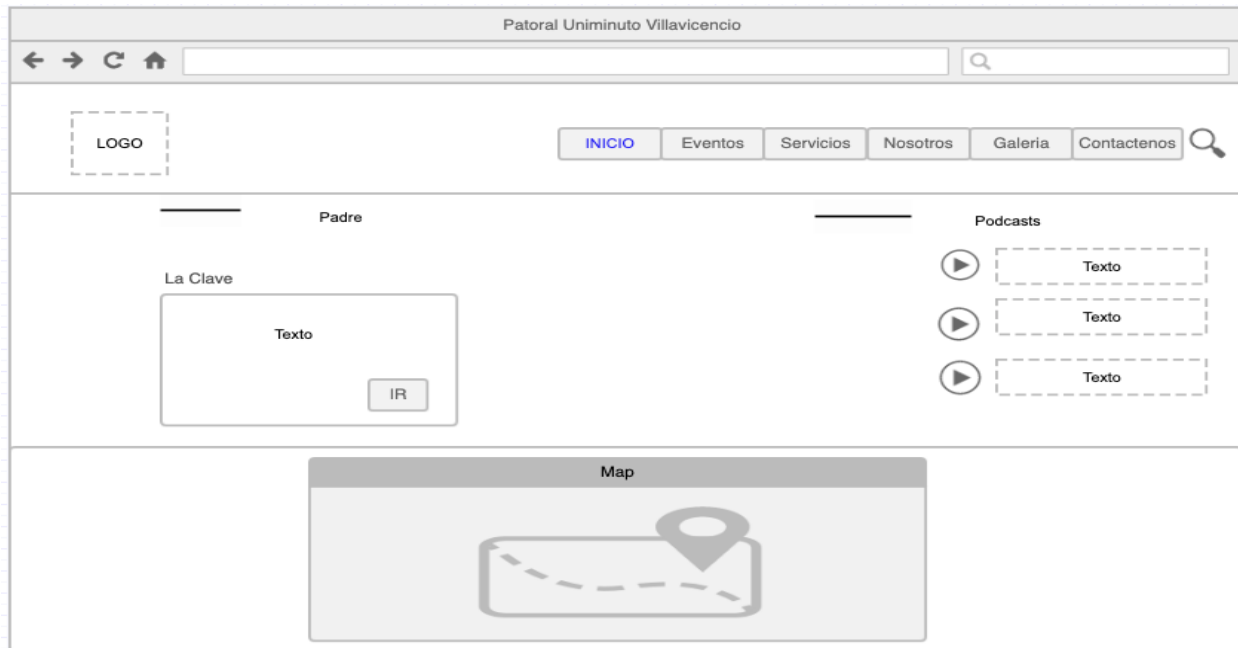 Patoral Uniminuto Villavicencio
LOGO
INICIO Eventos Servicios Nosotros Galeria Contactenos
Padre
Podcasts
La Clave
Texto
IR
Texto
Texto
Texto
Map